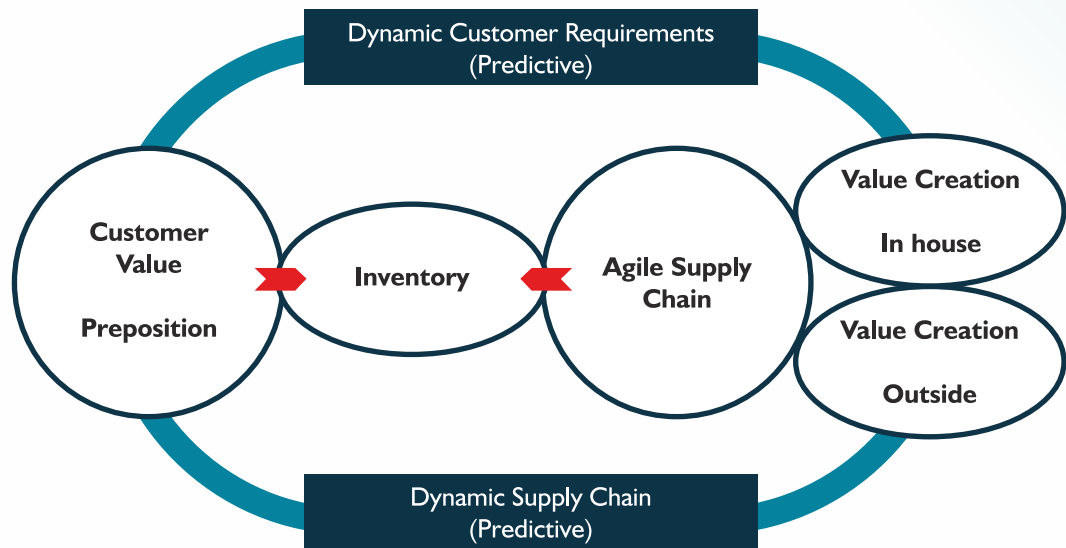 Dynamic Customer Requirements
(Predictive)
Customer
Value
Preposition
Inventory
Agile Supply
Chain
Value Creation
In house
Value Creation
Outside
Dynamic Supply Chain
(Predictive)